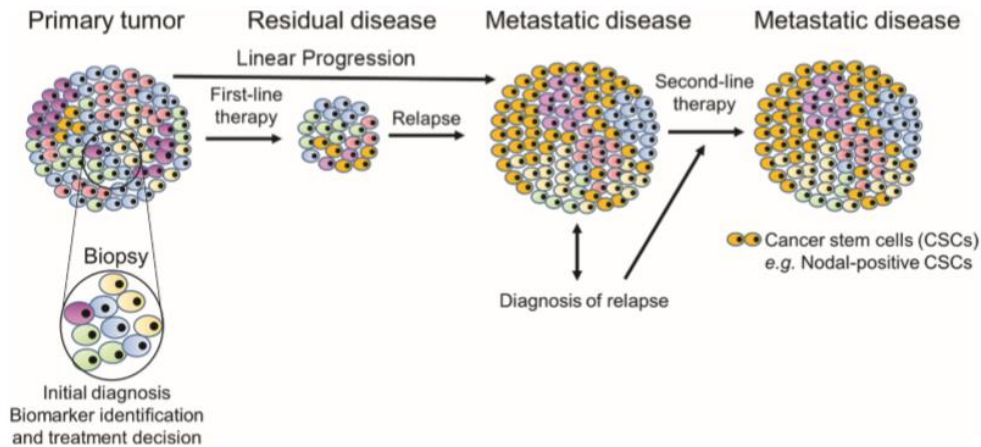 Primary tumor
Residual disease
Metastatic disease
Metastatic disease
Linear Progression
First-line
therapy
Relapse
Second-line
therapy
Biopsy
Cancer stem cells (CSCs)
e.g. Nodal-positive CSCs
Diagnosis of relapse
Initial diagnosis
Biomarker identification
and treatment decision